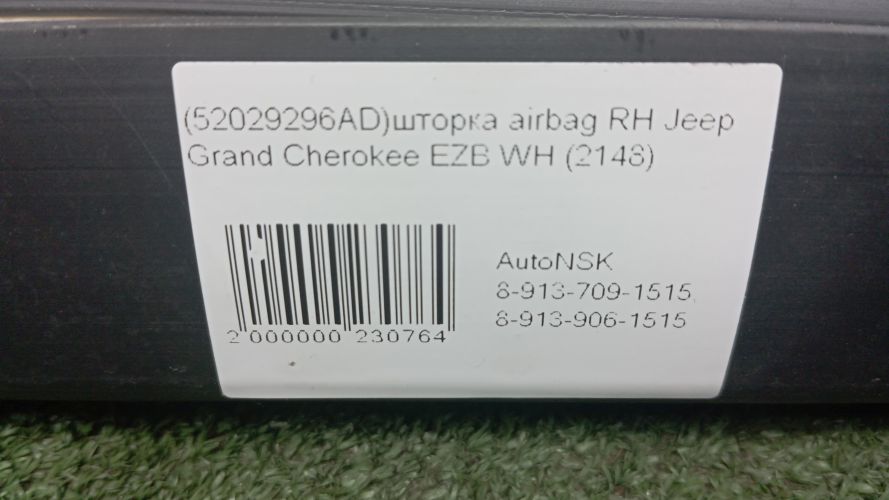 (52029296AD)шторка airbag RH Jeep
Grand Cherokee EZB WH (2148)
AutoNSK
8-913-709-1515,
8-913-906-1515
2 000000 230764